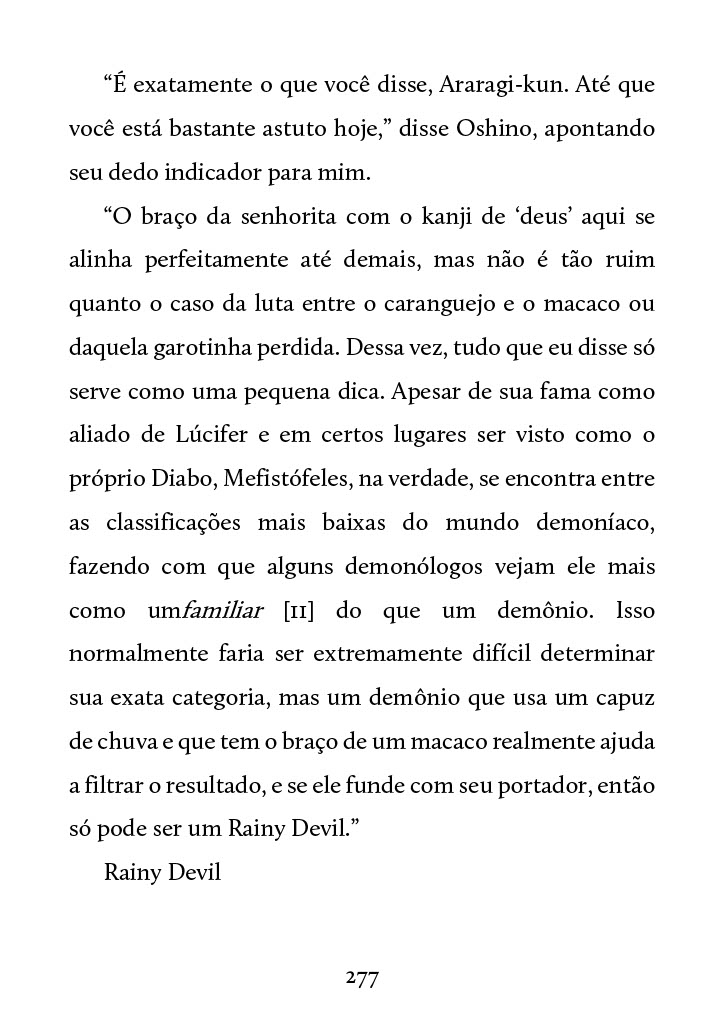 “É exatamente o que você disse, Araragi-kun. Até que
você está bastante astuto hoje,” disse Oshino, apontando
seu dedo indicador para mim.
“O braço da senhorita com o kanji de ‘deus’ aqui se
alinha perfeitamente até demais, mas não é tão ruim
quanto o caso da luta entre o caranguejo e o macaco ou
daquela garotinha perdida. Dessa vez, tudo que eu disse só
serve como uma pequena dica. Apesar de sua fama como
aliado de Lúcifer e em certos lugares ser visto como o
próprio Diabo, Mefistófeles, na verdade, se encontra entre
as classificações mais baixas do mundo demoníaco,
fazendo com que alguns demonólogos vejam ele mais
como umfamiliar [11] do que um demônio. Isso
normalmente faria ser extremamente difícil determinar
sua exata categoria, mas um demônio que usa um capuz
de chuva e que tem o braço de um macaco realmente ajuda
a filtrar o resultado, e se ele funde com seu portador, então
só pode ser um Rainy Devil.”
Rainy Devil
277